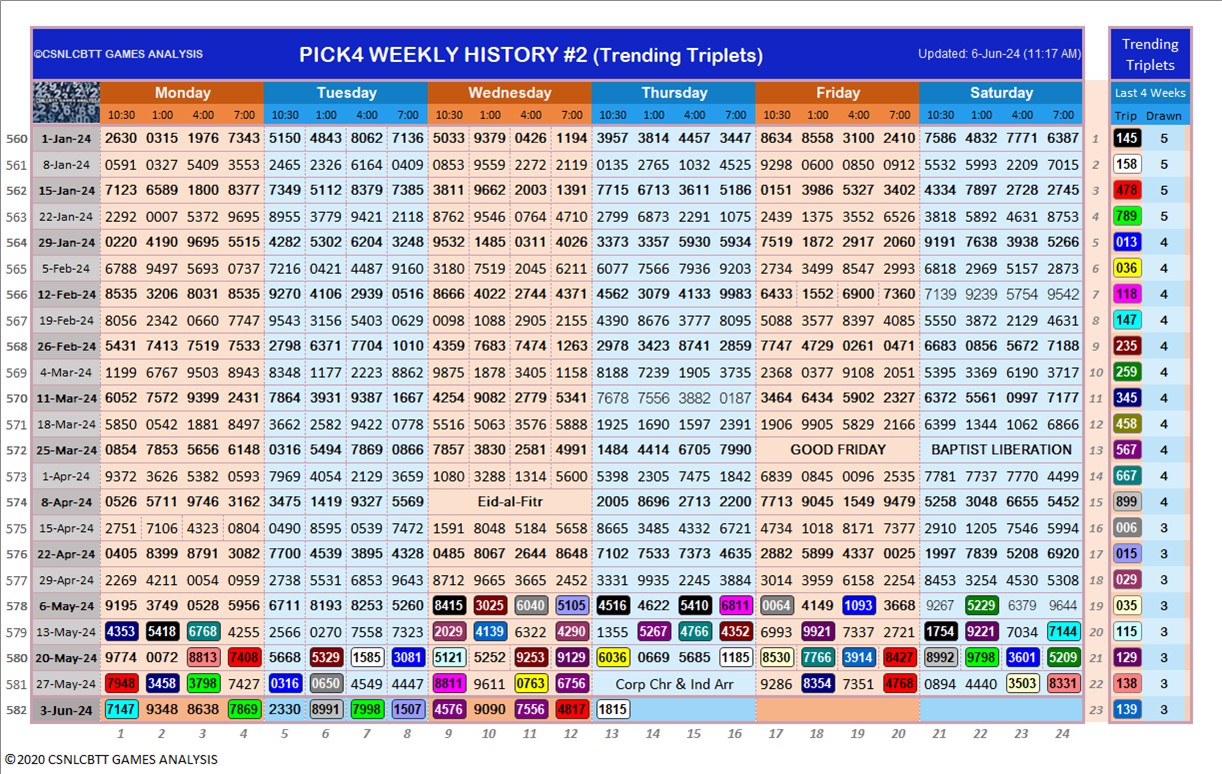 ©CSNLCBTT GAMES ANALYSIS PICK4 WEEKLY HISTORY #2 (Trending Triplets) Updated: 6-Jun-24 (11:17 AM) Trending Triplets
Monday Tuesday Wednesday Thursday Friday Saturday Last 4 Weeks
10:30 1:00 4:00 7:00 10:30 1:00 4:00 7:00 10:30 1:00 4:00 7:00 10:30 1:00 4:00 7:00 10:30 1:00 4:00 7:00 10:30 1:00 4:00 7:00 Trip Drawn
560 1-Jan-24 2630 0315 1976 7343 5150 4843 8062 7138 5033 9379 0426 1194 3957 3814 4457 3447 8634 8558 3100 2410 7586 4832 7771 6387 1 145 5
561 8-Jan-24 0591 0327 5409 3553 2465 2326 6164 0409 3853 9559 2272 2119 0135 2765 1032 4525 9298 0600 0850 0912 5532 5993 2209 7015 2 158 5
562 15-Jan-24 7123 6589 1800 8377 7349 5112 8379 7385 3811 9662 2003 1391 7715 6713 3611 5186 0151 3986 5327 3402 4334 7897 2728 2745 3 478 5
563 22-Jan-24 2292 0007 5372 9695 8955 3779 9421 2118 8762 9546 0764 4710 2799 6873 2291 1075 2439 1375 3552 6526 3818 5892 4631 8753 4 789 5
564 29-Jan-24 0220 4190 9695 5515 4282 5302 6204 3248 9532 1485 0311 4026 3373 3357 5930 5934 7519 1872 2917 2060 9191 7638 3938 5266 5 013 4
565 5-Feb-24 6788 9497 5693 0737 7216 0421 4487 9160 3180 7519 2045 6211 6077 7566 7936 9203 2734 3499 8547 2993 6818 2969 5157 2873 6 036 4
566 12-Feb-24 8535 3206 8031 8535 9270 4106 2939 0516 8666 4022 2744 4371 4562 3079 4133 9983 6433 1552 6900 7360 7139 9239 5754 9542 7 118 4
567 19-Feb-24 8056 2342 0660 7747 9543 3156 5403 0629 9098 1088 2905 2155 4390 8676 3777 8095 5088 3577 8397 4085 5550 3872 2129 4631 8 147 4
568 26-Feb-24 5431 7413 7519 7533 2798 6371 7704 1010 4359 7683 7474 1263 2978 3423 8741 2859 7747 4729 0261 0471 6683 0856 5672 7188 9 235 4
569 4-Mar-24 1199 6767 9503 8943 8348 1177 2223 8862 9875 1878 3405 1158 8188 7239 1905 3735 2368 0377 9108 2051 5395 3369 6190 3717 10 259 4
570 11-Mar-24 6052 7572 9399 2431 7864 3931 9387 1667 4254 9082 2779 5341 7678 7556 3882 0187 3464 6434 5902 2327 6372 5561 0997 7177 11 345 4
571 18-Mar-24 5850 0542 1881 8497 3662 2582 9422 0778 5516 5063 3576 5888 1925 1690 1597 2391 1906 9905 5829 2166 6399 1344 1062 6866 12 458 4
572 25-Mar-24 0854 7853 5656 6148 0316 5494 7869 0866 7857 3830 2581 4991 1484 4414 6705 7990 GOOD FRIDAY BAPTIST LIBERATION 13 567 4
573 1-Apr-24 9372 3626 5382 0593 7969 4054 2129 3656 1080 3288 1314 5600 5398 2305 7475 1842 6839 0845 0096 2535 7781 7737 7770 4499 14 667 4
574 8-Apr-24 0526 5711 9746 3162 3475 1419 9327 5569 Eid-al-Fitr 2005 8696 2713 2200 7713 9045 1549 9479 5258 3048 6655 5452 15 899 4
575 15-Apr-24 2751 7106 4323 0804 0490 8595 0539 7472 1591 8048 5184 5658 8665 3485 4332 6721 4734 1018 8171 7377 2910 1205 7546 5994 16 006 3
576 22-Apr-24 0405 8399 8791 3082 7700 4539 3895 4328 0485 8067 2644 8648 7102 7533 7373 4635 2882 5899 4337 0025 1997 7839 5208 6920 17 015 3
577 29-Apr-24 2269 4211 0054 0959 2738 5531 6853 9643 8712 9665 3665 2452 3331 9935 2245 3884 3014 3959 6158 2254 8453 3254 4530 5308 18 029 3
578 6-May-24 9195 3749 0528 5956 6711 8193 8253 5260 8415 3025 6040 5105 4516 4622 5410 6811 0064 4149 1093 3668 9267 5229 6379 9644 19 035 3
579 13-May-24 4353 5418 6768 4255 2566 0270 7558 7323 2029 4139 6322 4290 1355 5267 4766 4352 6993 9921 7337 2721 1754 9221 7034 7144 20 115 3
580 20-May-24 9774 0072 8813 7408 5668 5329 1585 3081 5121 5252 9253 9129 6036 0669 5685 1185 8530 7766 3914 8427 8992 9798 3601 5209 21 129 3
581 27-May-24 7948 3458 3798 7427 0316 0650 4549 4447 8811 9611 0763 6756 Corp Chr & Ind Arr 9286 8354 7351 4768 0894 4440 3503 8331 22 138 3
582 3-Jun-24 7147 9348 8638 7869 2330 8991 7998 1507 4576 9090 7556 4817 1815 23 139 3
1 2 3 4 5 6 7 8 9 10 11 12 13 14 15 16 17 18 19 20 21 22 23 24
©2020 CSNLCBTT GAMES ANALYSIS